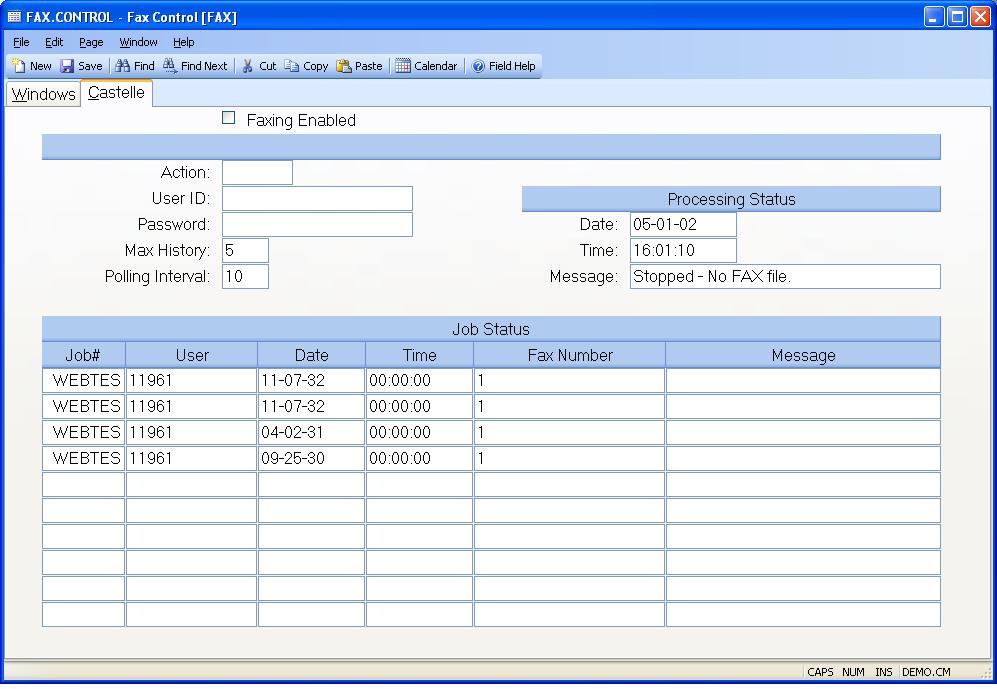 FAX.CONTROL - Fax Control [FAX]
File Edit Page Window Help
New Save Find Find Next Cut Copy Paste Calendar Field Help
Windows Castelle
Faxing Enabled
Action:
User ID: Processing Status
Password: Date: 05-01-02
Max History: 5 Time: 16:01:10
Polling Interval: 10 Message: Stopped - No FAX file.
Job Status
Job# User Date Time Fax Number Message
WEBTES 11961 11-07-32 00:00:00 1
WEBTES 11961 11-07-32 00:00:00 1
WEBTES 11961 04-02-31 00:00:00 1
WEBTES 11961 09-25-30 00:00:00 1
CAPS NUM INS DEMO.CM